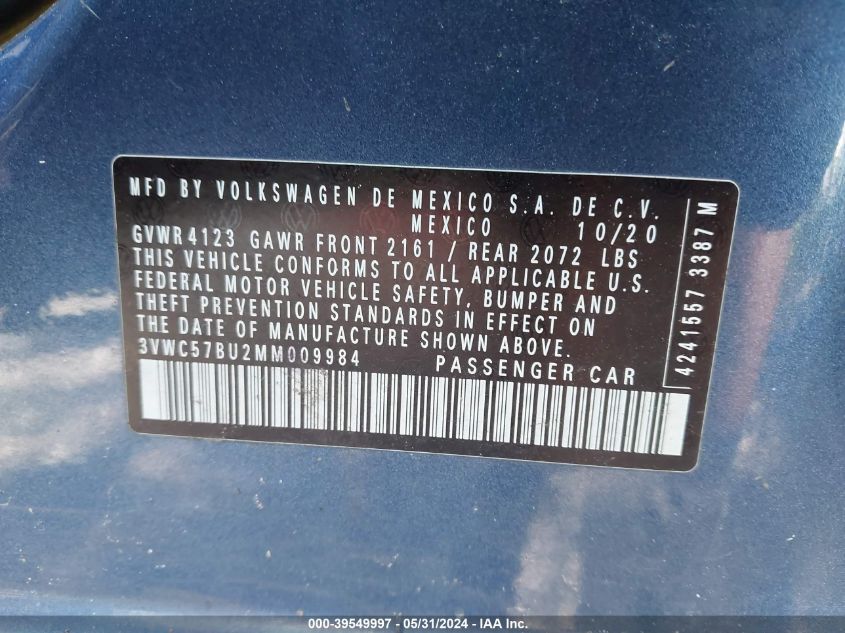 MFD BY VOLKSWAGEN DE MEXICO S.A. DE C.V.
MEXICO 10/20
GVWR4123 GAWR FRONT 2161 / REAR 2072 LBS
THIS VEHICLE CONFORMS TO ALL APPLICABLE U.S.
FEDERAL MOTOR VEHICLE SAFETY, BUMPER AND
THEFT PREVENTION STANDARDS IN EFFECT ON
THE DATE OF MANUFACTURE SHOWN ABOVE.
3VWC57BU2MM009984 PASSENGER CAR
4241557 3387 M
000-39549997 - 05/31/2024 - IAA Inc.